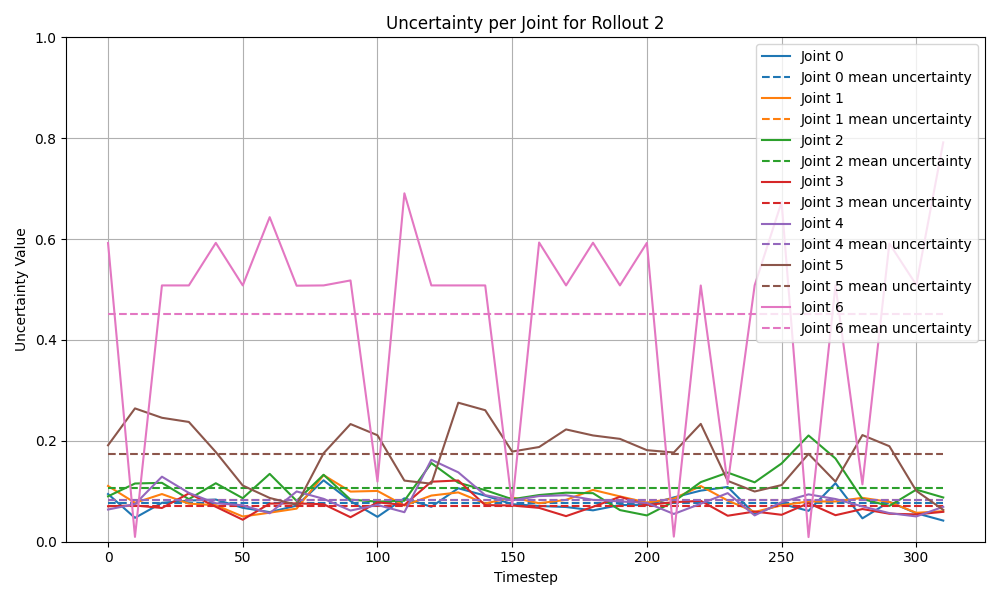 Uncertainty per Joint for Rollout 2
Uncertainty Value
1.0
0.8
0.6
0.4
0.2
0.0
Joint 0
Joint 0 mean uncertainty
Joint 1
Joint 1 mean uncertainty
Joint 2
Joint 2 mean uncertainty
Joint 3
Joint 3 mean uncertainty
Joint 4
Joint 4 mean uncertainty
Joint 5
Joint 5 mean uncertainty
Joint 6
Joint 6 mean uncertainty
0 50 100 150 200 250 300
Timestep